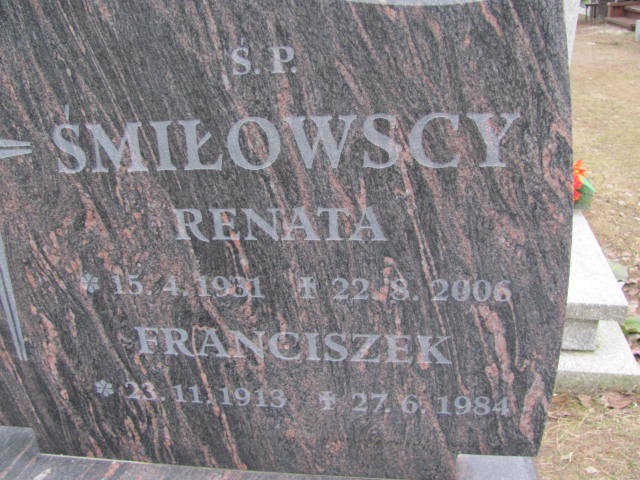 Ś. P.
ŚMIŁOWSCY
RENATA
* 15. 4. 1931 † 22. 8. 2006
FRANCISZEK
* 23. 11. 1913 † 27. 6. 1984